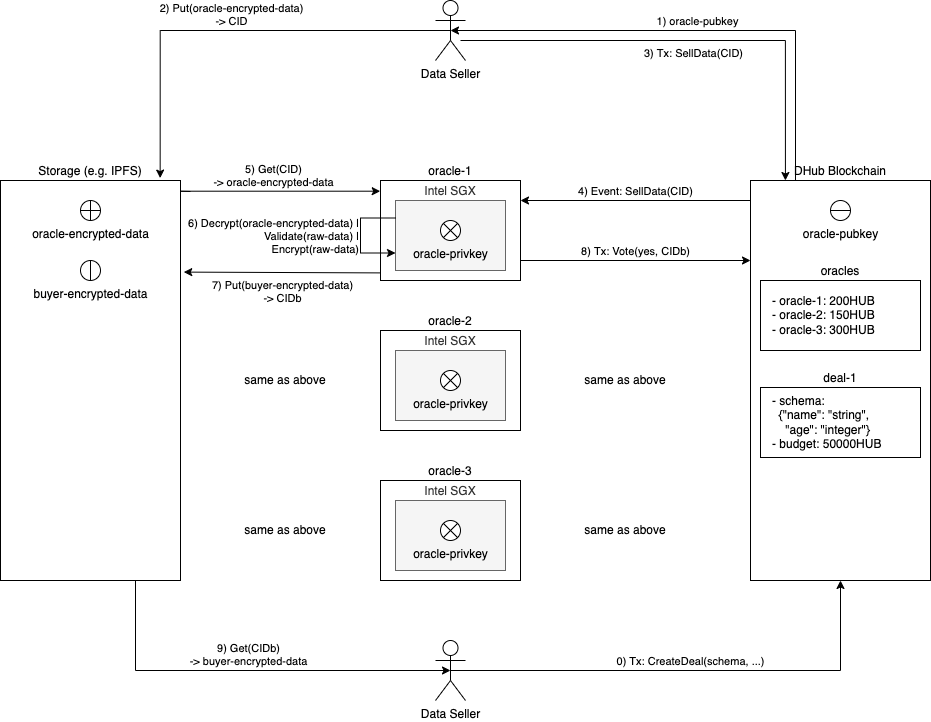 2) Put(oracle-encrypted-data)
-> CID
1) oracle-pubkey
3) Tx: SellData(CID)
Data Seller
Storage (e.g. IPFS)
oracle-encrypted-data
buyer-encrypted-data
5) Get(CID)
-> oracle-encrypted-data
6) Decrypt(oracle-encrypted-data) |
Validate(raw-data) |
Encrypt(raw-data)
7) Put(buyer-encrypted-data)
-> CIDb
oracle-1
Intel SGX
oracle-privkey
4) Event: SellData(CID)
8) Tx: Vote(yes, CIDb)
DHub Blockchain
oracle-pubkey
oracles
- oracle-1: 200HUB
- oracle-2: 150HUB
- oracle-3: 300HUB
deal-1
- schema:
{"name": "string",
"age": "integer"}
- budget: 50000HUB
same as above
oracle-2
Intel SGX
oracle-privkey
same as above
same as above
oracle-3
Intel SGX
oracle-privkey
same as above
9) Get(CIDb)
-> buyer-encrypted-data
0) Tx: CreateDeal(schema, ...)
Data Seller